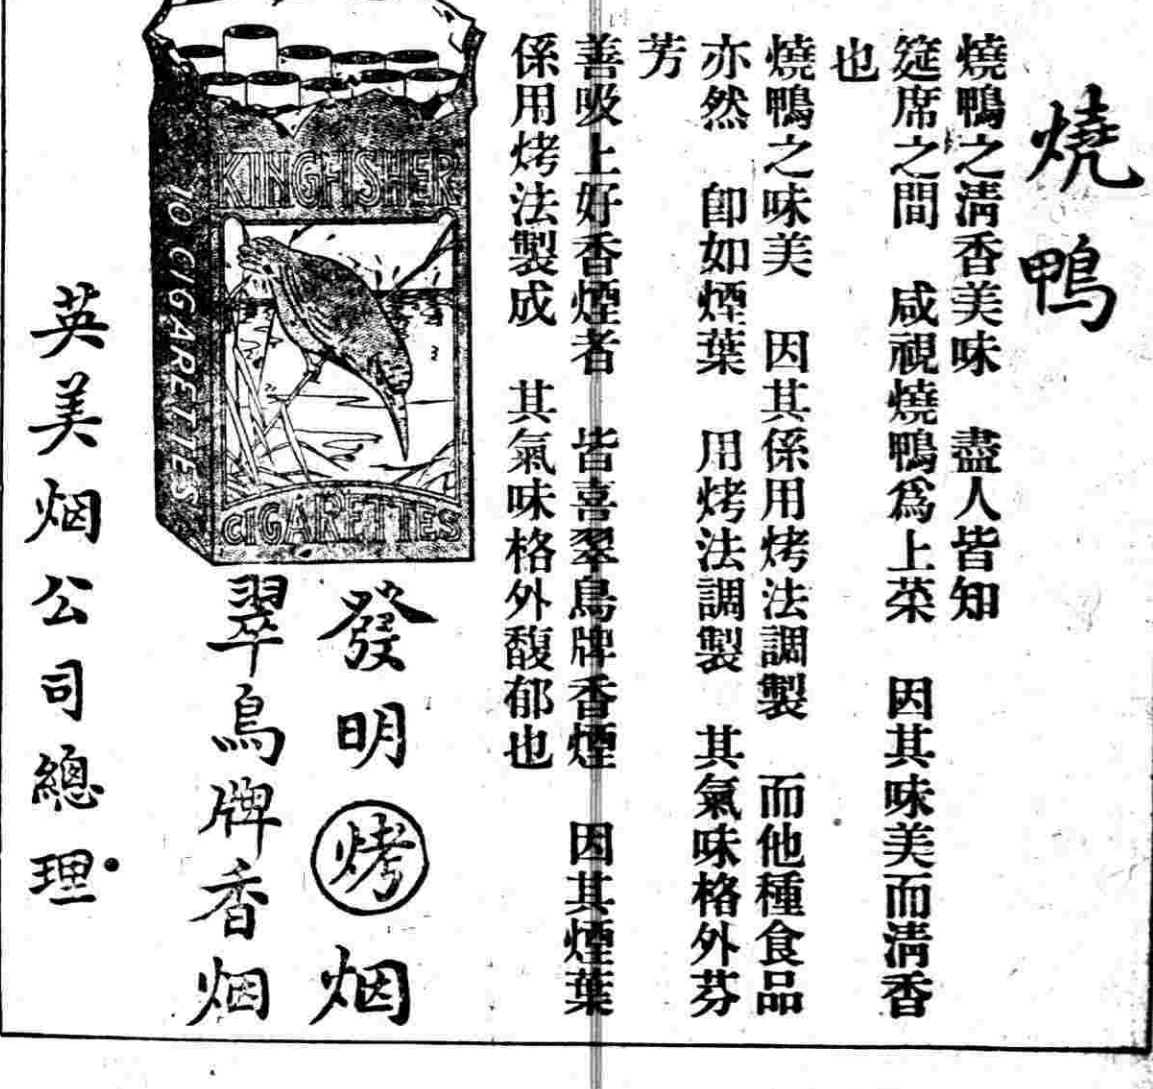 燒鴨
燒鴨之淸香美味　盡人皆知
筵席之間　咸視燒鴨爲上菜　因其味美而淸香
也
燒鴨之味美　因其係用烤法調製　而他種食品
亦然　卽如煙葉　用烤法調製　其氣味格外芬
芳
善吸上好香煙者　皆喜翠鳥牌香煙　因其煙葉
係用烤法製成　其氣味格外馥郁也
KINGFISHER
10 CIGARETTES
CIGARETTES
發明烤烟
翠鳥牌香烟
英美烟公司總理